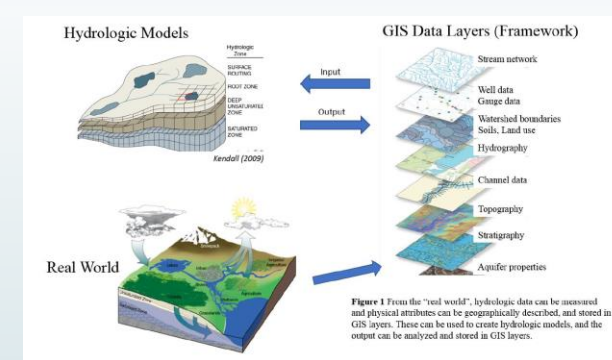 Hydrologic Models
GIS Data Layers (Framework)
Hydrologic
Zone
SURFACE
ROUTING
ROOT ZONE
DEEP
UNSATURATED
ZONE
SATURATED
ZONE
Kendall (2009)
Input
Output
Stream network
Well data
Gauge data
Watershed boundaries
Soils, Land use
Hydrography
Channel data
Topography
Stratigraphy
Aquifer properties
Real World
Figure 1 From the “real world”, hydrologic data can be measured
and physical attributes can be geographically described, and stored in
GIS layers. These can be used to create hydrologic models, and the
output can be analyzed and stored in GIS layers.